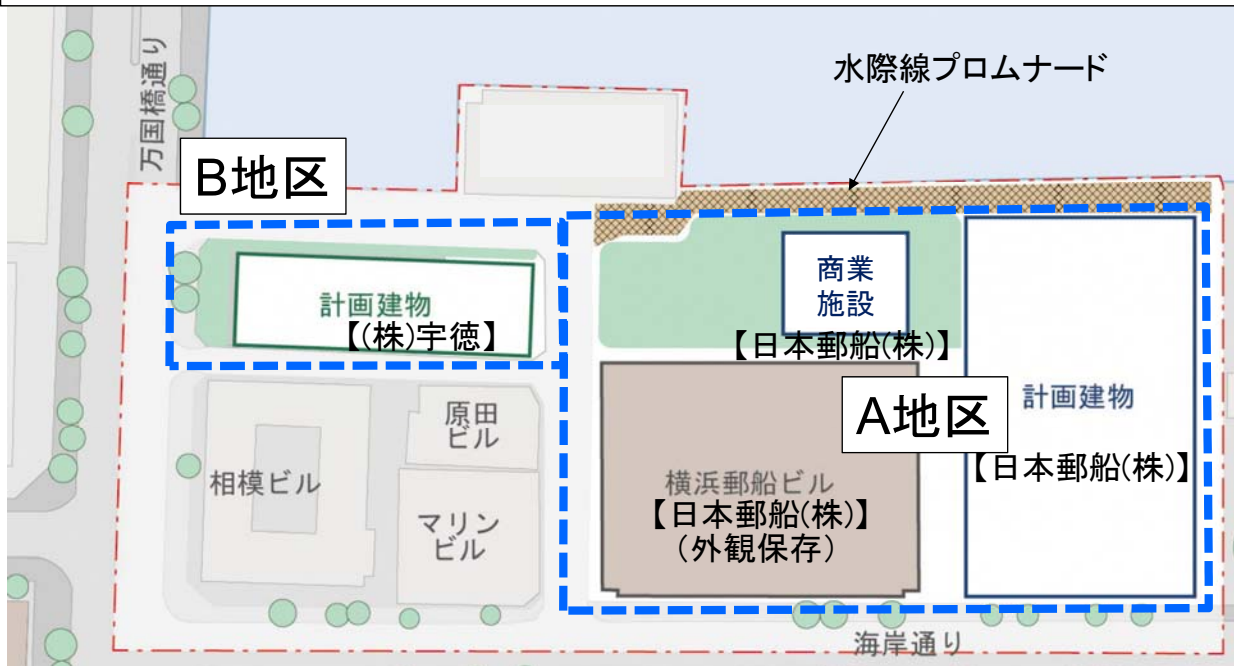 水際線プロムナード
万国橋通り
B地区
計画建物
【(株)宇徳】
商業
施設
【日本郵船(株)】
A地区
計画建物
【日本郵船(株)】
原田
ビル
相模ビル
マリン
ビル
横浜郵船ビル
【日本郵船(株)】
（外観保存）
海岸通り